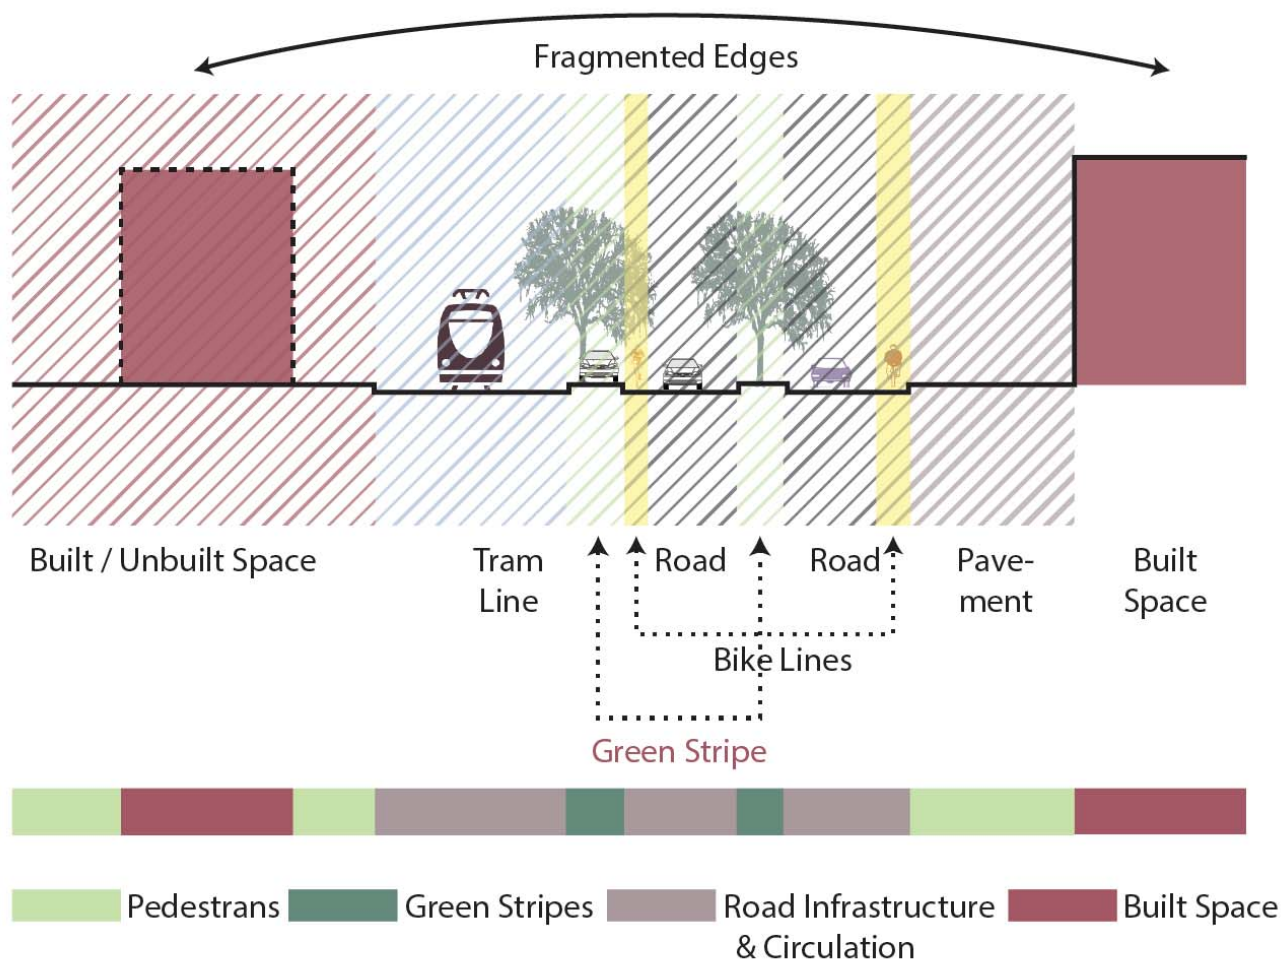 Fragmented Edges
Built / Unbuilt Space
Tram
Line
Road
Road
Pave-
ment
Built
Space
Bike Lines
Green Stripe
Pedestrans
Green Stripes
Road Infrastructure
& Circulation
Built Space